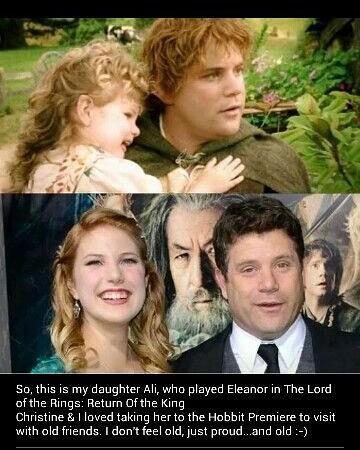 So, this is my daughter Ali, who played Eleanor in The Lord
of the Rings: Return Of the King
Christine & I loved taking her to the Hobbit Premiere to visit
with old friends. I don't feel old, just proud...and old :~)